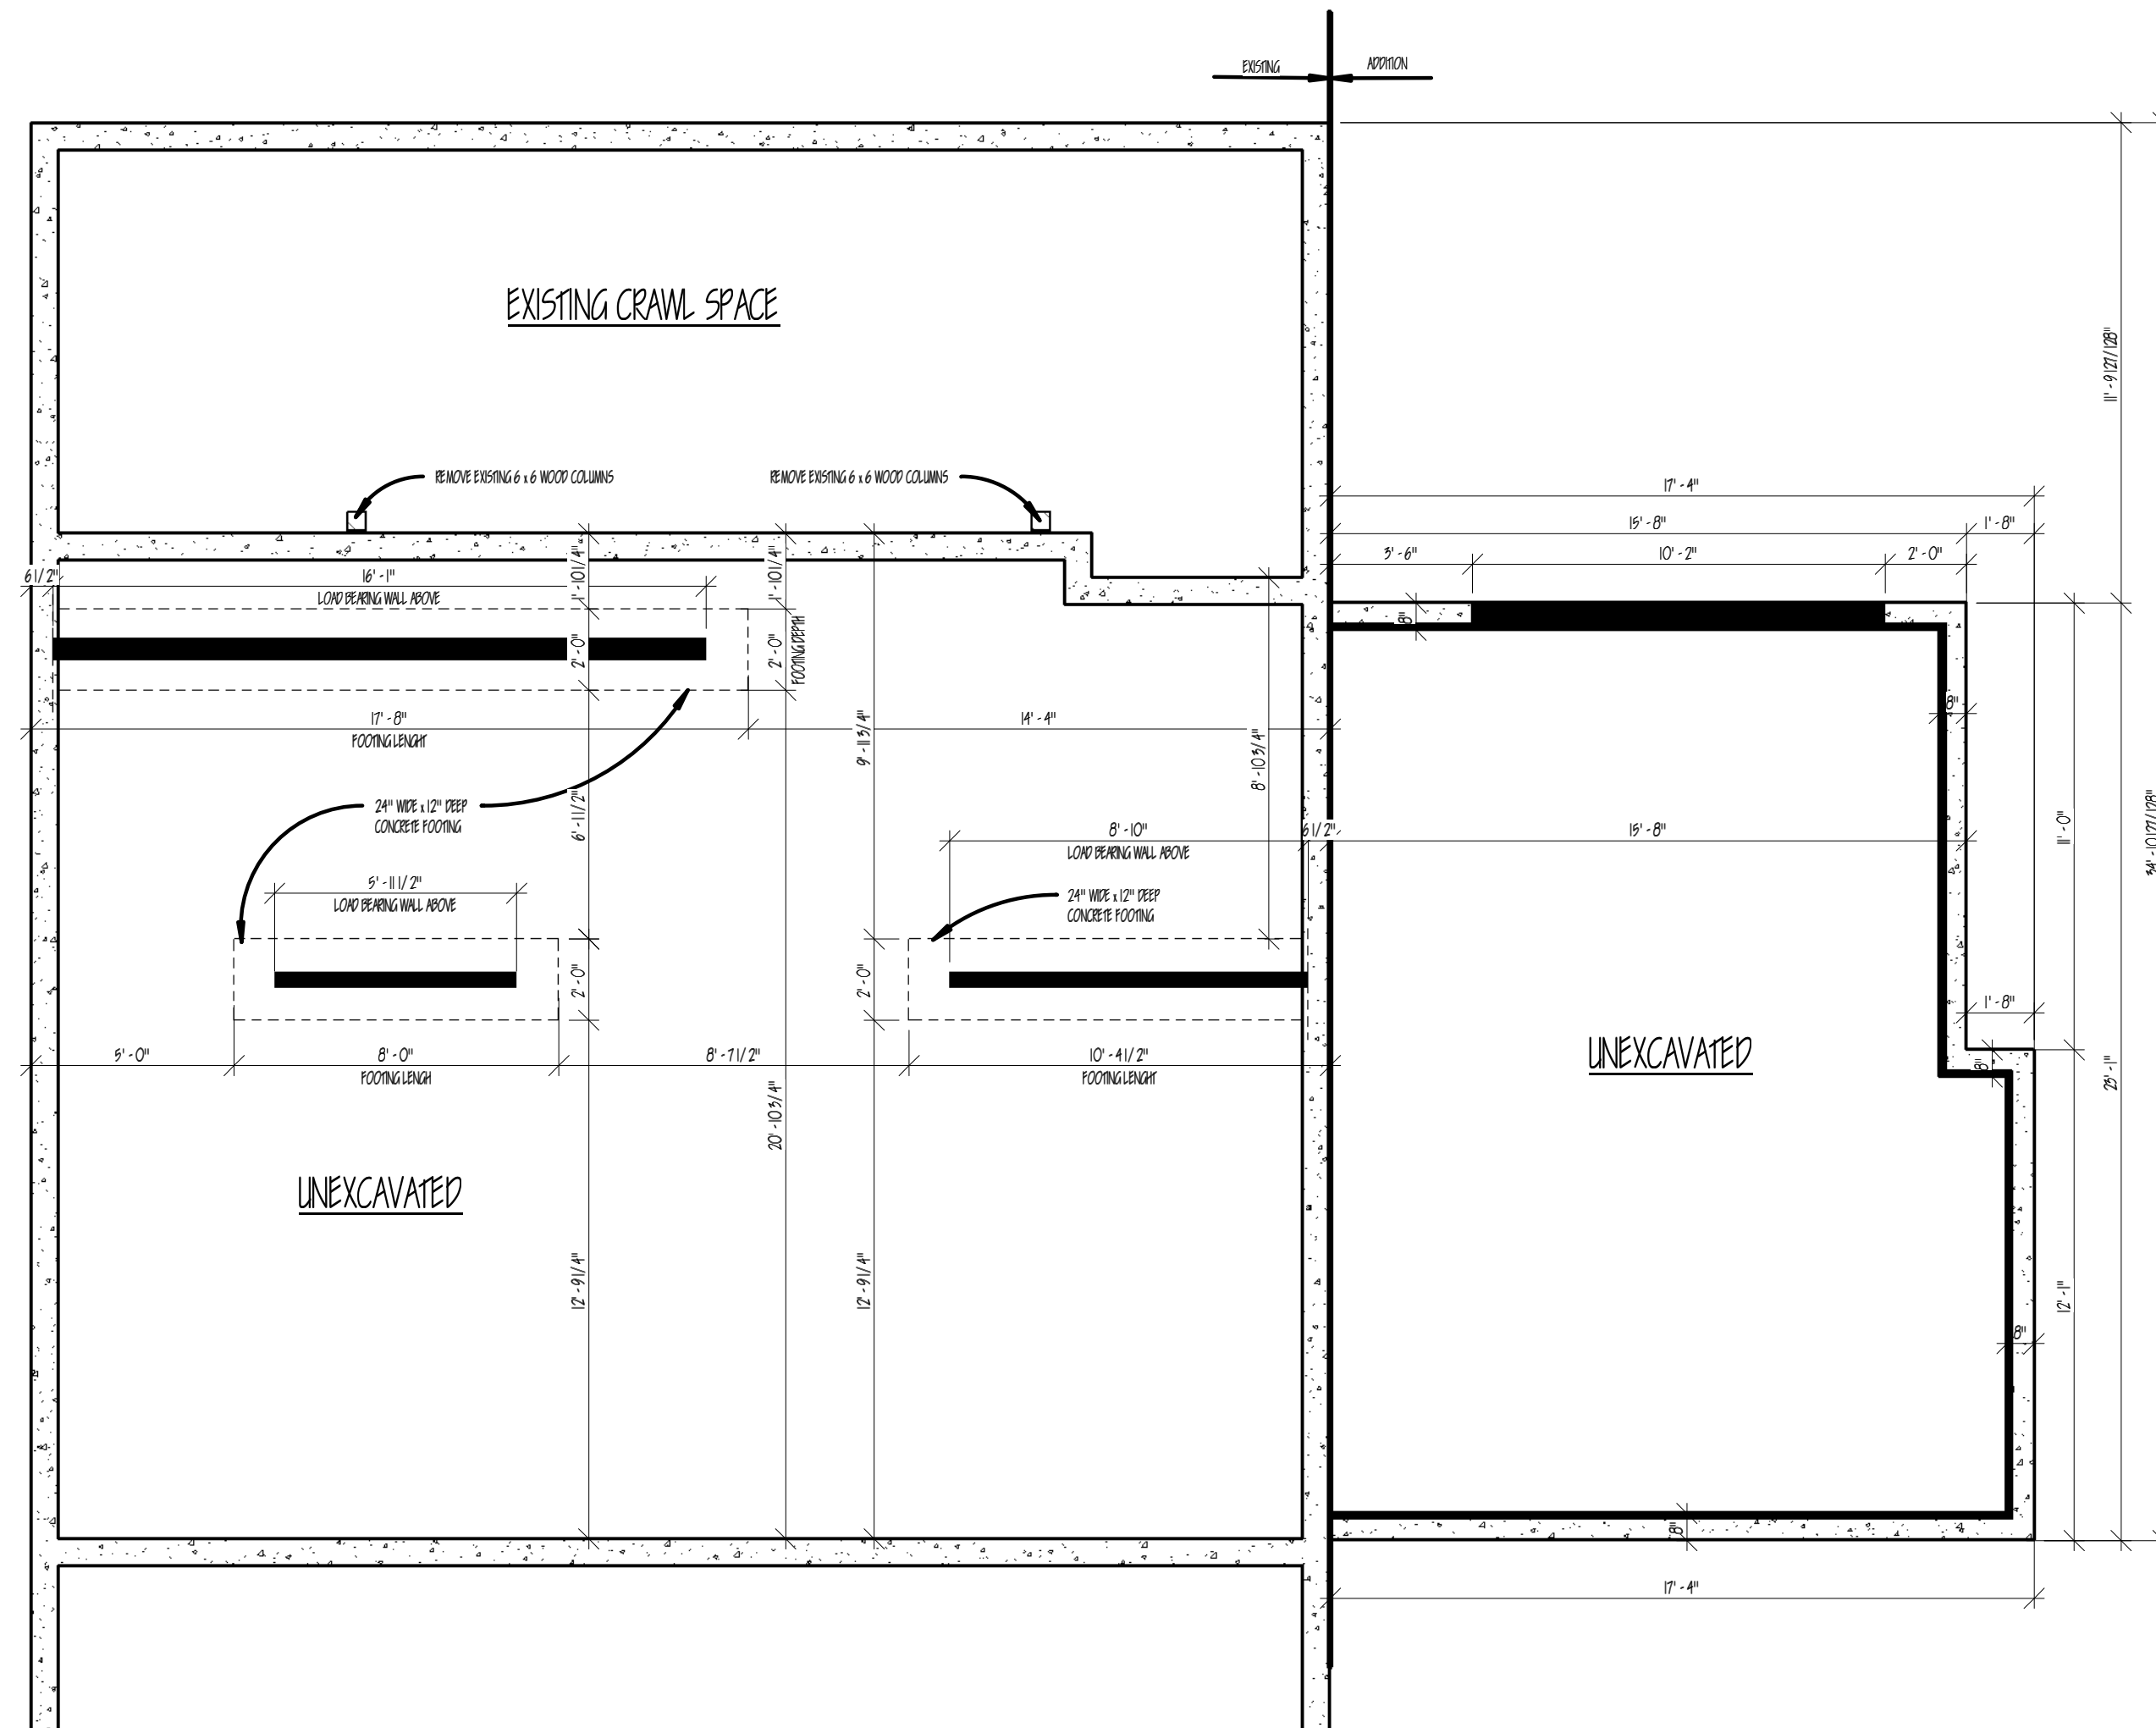 EXISTING
ADDITION
EXISTING CRAWL SPACE
11' - 9 127/128"
REMOVE EXISTING 6 x 6 WOOD COLUMNS
REMOVE EXISTING 6 x 6 WOOD COLUMNS
17' - 4"
15' - 8"
1' - 8"
3' - 6"
10' - 2"
2' - 0"
6 1/2"
16' - 1"
LOAD BEARING WALL ABOVE
1' - 10 1/4"
1' - 10 1/4"
8"
2' - 0"
2' - 0"
FOOTING DEPTH
8"
17' - 8"
FOOTING LENGHT
14' - 4"
9' - 11 3/4"
8' - 10 3/4"
24" WIDE x 12" DEEP
CONCRETE FOOTING
6' - 1 1/2"
8' - 10"
LOAD BEARING WALL ABOVE
6 1/2"
15' - 8"
11' - 0"
34' - 10 127/128"
5' - 11 1/2"
LOAD BEARING WALL ABOVE
24" WIDE x 12" DEEP
CONCRETE FOOTING
2' - 0"
2' - 0"
1' - 8"
5' - 0"
8' - 0"
FOOTING LENGH
8' - 7 1/2"
10' - 4 1/2"
FOOTING LENGHT
UNEXCAVATED
8"
23' - 1"
20' - 10 3/4"
UNEXCAVATED
12' - 9 1/4"
12' - 9 1/4"
12' - 1"
8"
8"
17' - 4"